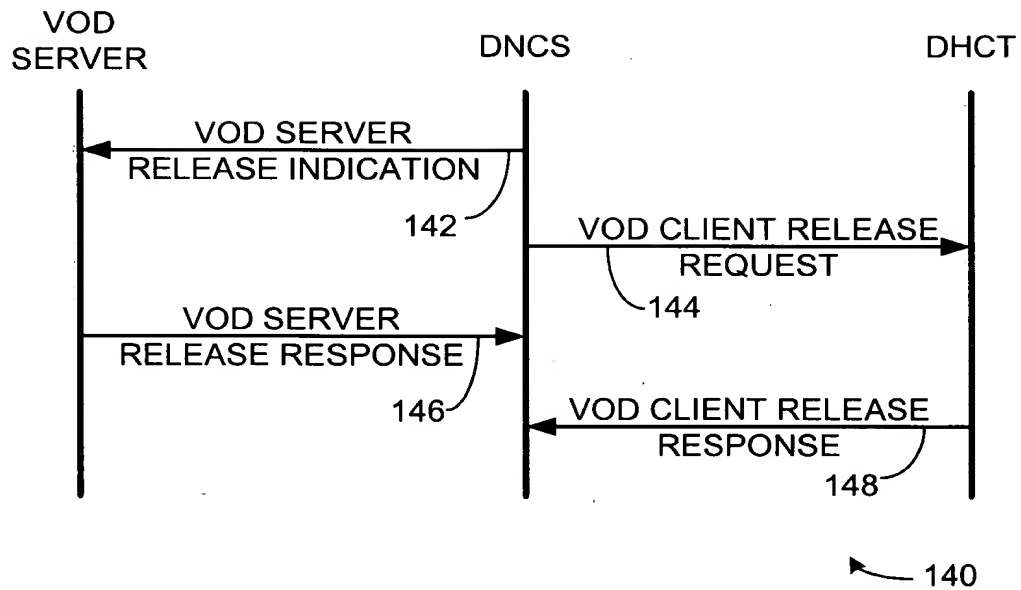 VOD
SERVER
DNCS
DHCT
VOD SERVER
RELEASE INDICATION
142
VOD CLIENT RELEASE
REQUEST
144
VOD SERVER
RELEASE RESPONSE
146
VOD CLIENT RELEASE
RESPONSE
148
140